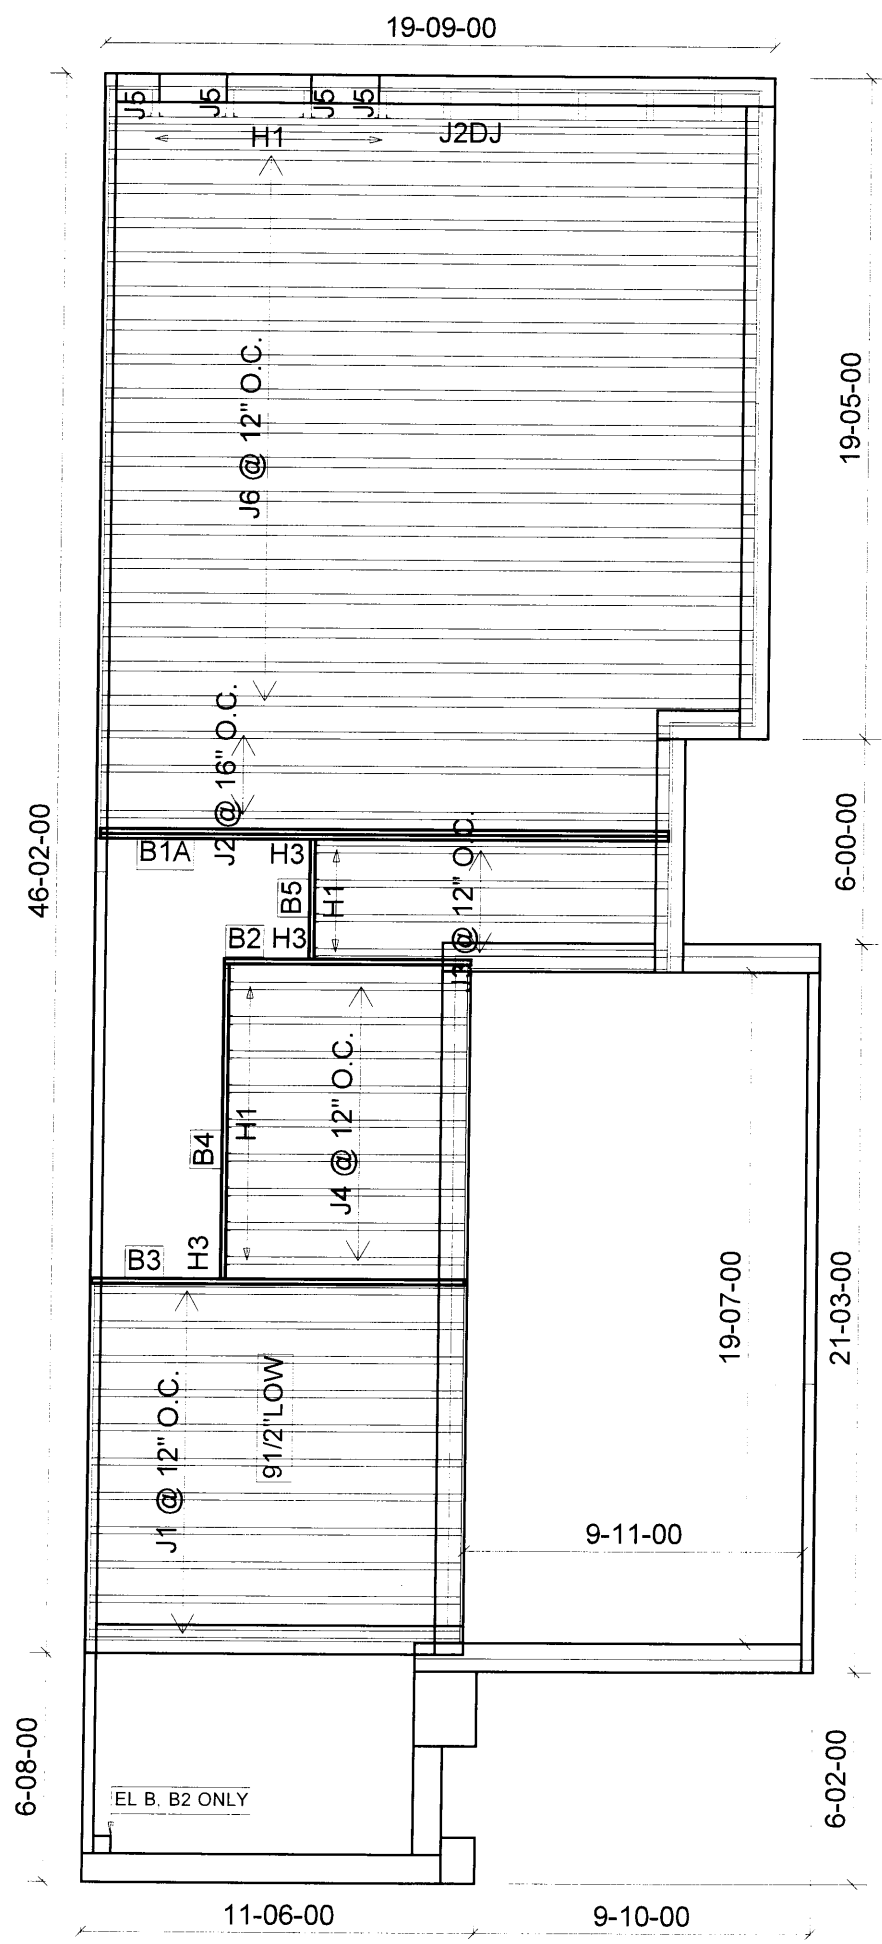 19-09-00
J5
J5
J5
J5
H1
J2DJ
J6 @ 12" O.C.
19-05-00
J2 @ 16" O.C.
46-02-00
B1A
H3
B5
H1
J3 @ 12" O.C.
6-00-00
B2
H3
J4 @ 12" O.C.
H1
B4
B3
H3
19-07-00
21-03-00
J1 @ 12" O.C.
9 1/2"LOW
9-11-00
6-08-00
EL B, B2 ONLY
6-02-00
11-06-00
9-10-00